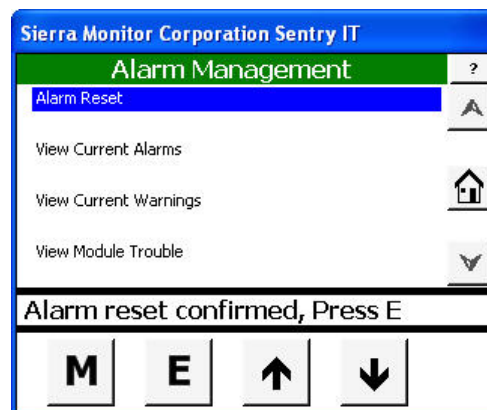 Sierra Monitor Corporation Sentry IT
Alarm Management
?
Alarm Reset
View Current Alarms
View Current Warnings
View Module Trouble
Alarm reset confirmed, Press E
M E